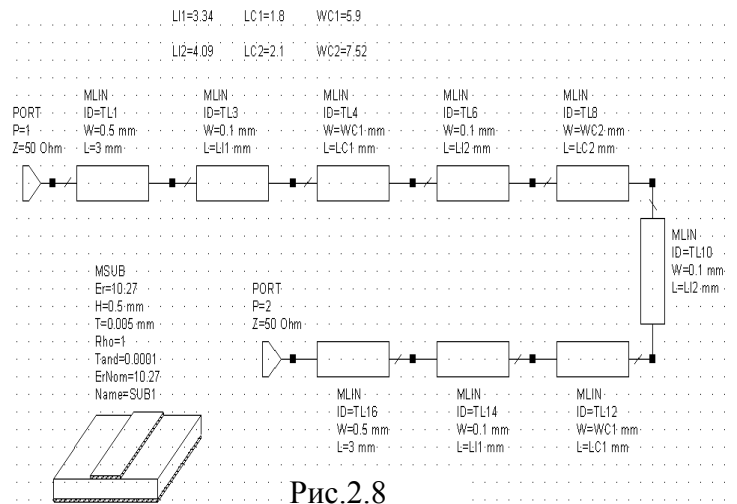 LI1=3.34 LC1=1.8 WC1=5.9
LI2=4.09 LC2=2.1 WC2=7.52
PORT
P=1
Z=50 Ohm
MLIN
ID=TL1
W=0.5 mm
L=3 mm
MLIN
ID=TL3
W=0.1 mm
L=LI1 mm
MLIN
ID=TL4
W=WC1 mm
L=LC1 mm
MLIN
ID=TL6
W=0.1 mm
L=LI2 mm
MLIN
ID=TL8
W=WC2 mm
L=LC2 mm
MLIN
ID=TL10
W=0.1 mm
L=LI2 mm
MSUB
Er=10.27
H=0.5 mm
T=0.005 mm
Rho=1
Tand=0.0001
ErNom=10.27
Name=SUB1
PORT
P=2
Z=50 Ohm
MLIN
ID=TL16
W=0.5 mm
L=3 mm
MLIN
ID=TL14
W=0.1 mm
L=LI1 mm
MLIN
ID=TL12
W=WC1 mm
L=LC1 mm
Рис.2.8